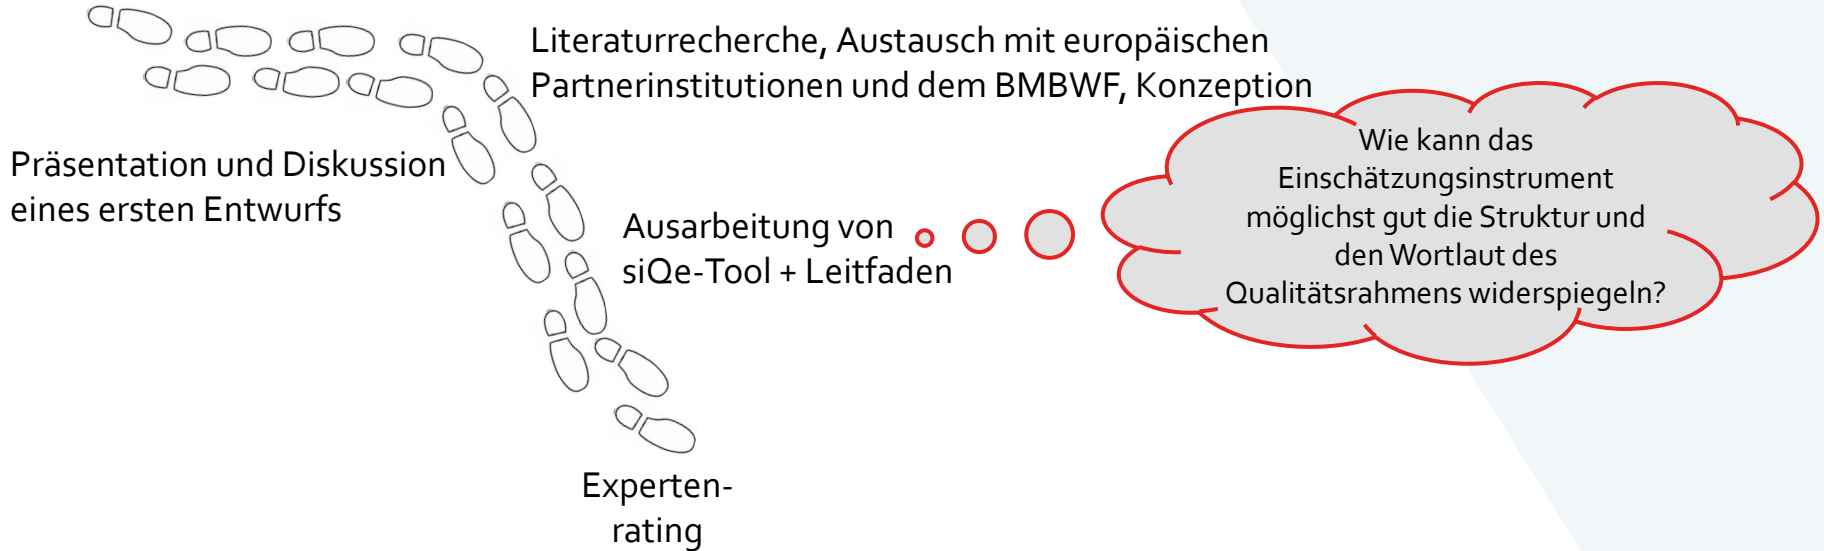 Literaturrecherche, Austausch mit europäischen
Partnerinstitutionen und dem BMBWF, Konzeption
Präsentation und Diskussion
eines ersten Entwurfs
Ausarbeitung von
siQe-Tool + Leitfaden
Wie kann das
Einschätzungsinstrument
möglichst gut die Struktur und
den Wortlaut des
Qualitätsrahmens widerspiegeln?
Experten-
rating